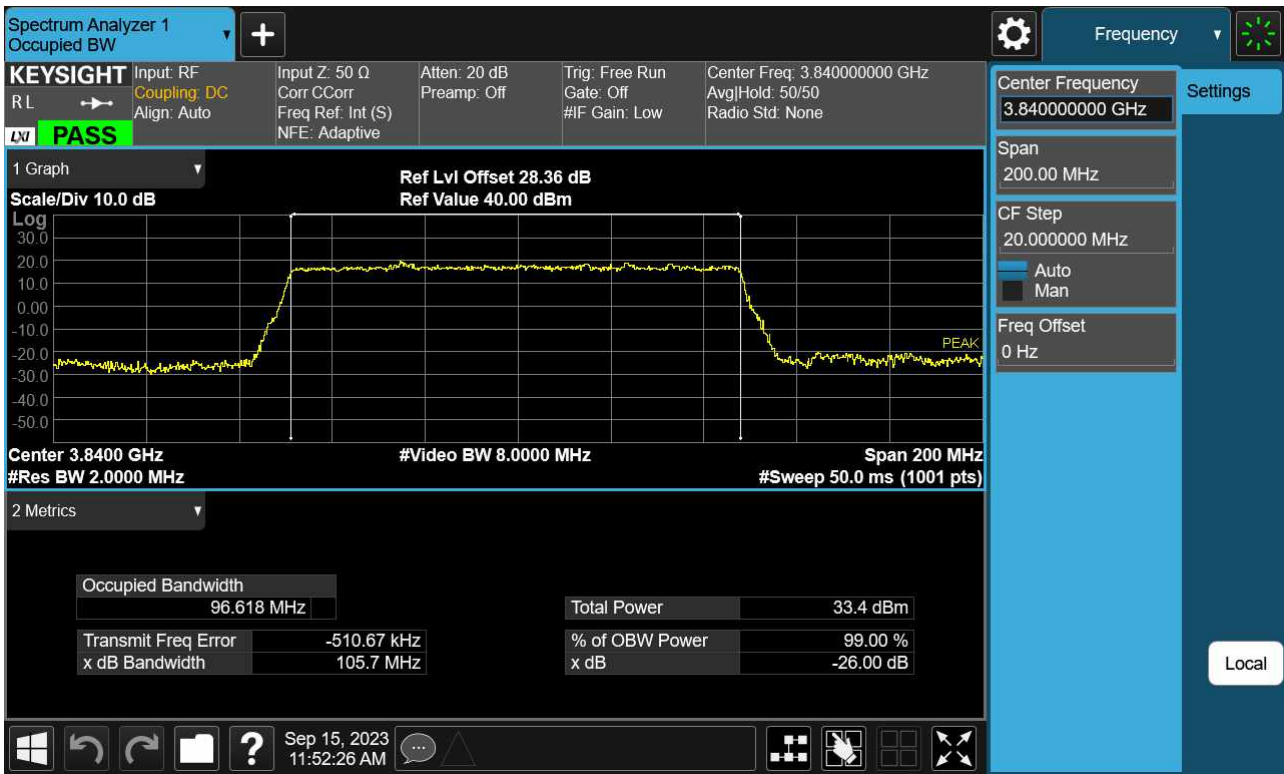 Spectrum Analyzer 1
Occupied BW
Frequency
KEYSIGHT
R L
LXI PASS
Input: RF
Coupling: DC
Align: Auto
Input Z: 50 Ω
Corr CCorr
Freq Ref: Int (S)
NFE: Adaptive
Atten: 20 dB
Preamp: Off
Trig: Free Run
Gate: Off
#IF Gain: Low
Center Freq: 3.840000000 GHz
Avg|Hold: 50/50
Radio Std: None
Center Frequency
3.840000000 GHz
Settings
Span
200.00 MHz
CF Step
20.000000 MHz
Auto
Man
Freq Offset
0 Hz
Local
1 Graph
Ref Lvl Offset 28.36 dB
Scale/Div 10.0 dB
Ref Value 40.00 dBm
Log
30.0
20.0
10.0
0.00
-10.0
-20.0
-30.0
-40.0
-50.0
PEAK
Center 3.8400 GHz
#Video BW 8.0000 MHz
Span 200 MHz
#Res BW 2.0000 MHz
#Sweep 50.0 ms (1001 pts)
2 Metrics
Occupied Bandwidth
96.618 MHz
Total Power 33.4 dBm
Transmit Freq Error -510.67 kHz
% of OBW Power 99.00 %
x dB Bandwidth 105.7 MHz
x dB -26.00 dB
?
Sep 15, 2023
11:52:26 AM